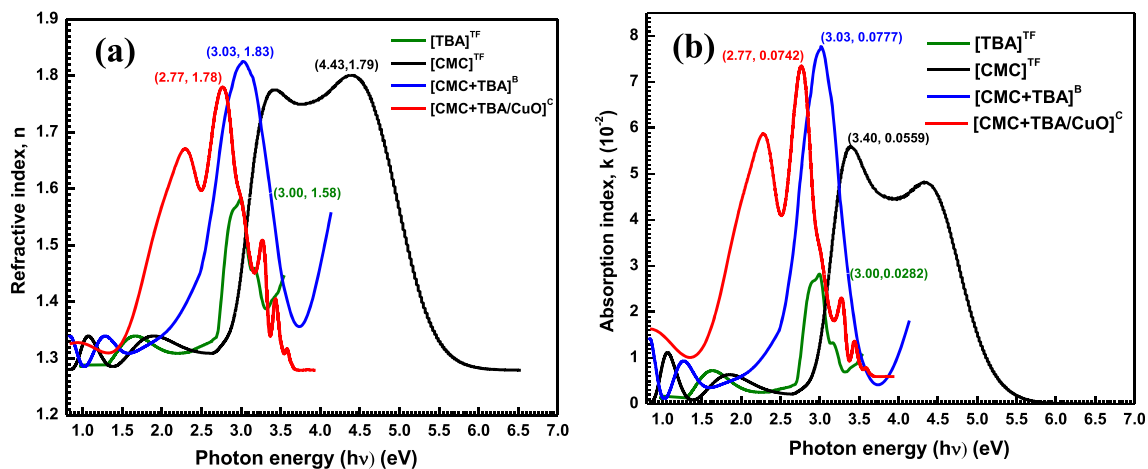 (a)
[TBA]TF
[CMC]TF
[CMC+TBA]B
[CMC+TBA/CuO]C
(3.03, 1.83)
(2.77, 1.78)
(4.43,1.79)
(3.00, 1.58)
Refractive index, n
1.9
1.8
1.7
1.6
1.5
1.4
1.3
1.2
1.0 1.5 2.0 2.5 3.0 3.5 4.0 4.5 5.0 5.5 6.0 6.5 7.0
Photon energy (hν) (eV)
(b)
[TBA]TF
[CMC]TF
[CMC+TBA]B
[CMC+TBA/CuO]C
(3.03, 0.0777)
(2.77, 0.0742)
(3.40, 0.0559)
(3.00,0.0282)
Absorption index, k (10-2)
8
7
6
5
4
3
2
1
0
1.0 1.5 2.0 2.5 3.0 3.5 4.0 4.5 5.0 5.5 6.0 6.5 7.0
Photon energy (hν) (eV)